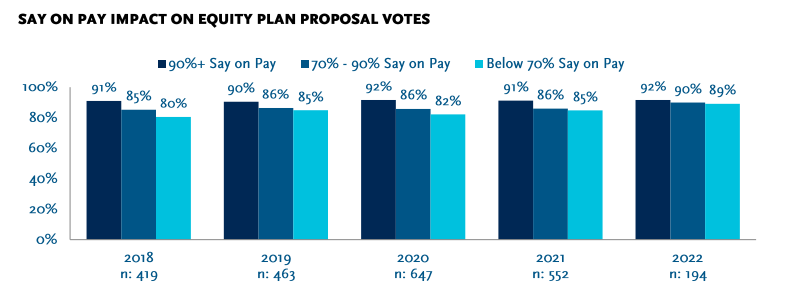 SAY ON PAY IMPACT ON EQUITY PLAN PROPOSAL VOTES
90%+ Say on Pay 70% - 90% Say on Pay Below 70% Say on Pay
100%
80%
60%
40%
20%
0%
91% 85% 80% 90% 86% 85% 92% 86% 82% 91% 86% 85% 92% 90% 89%
2018 2019 2020 2021 2022
n: 419 n: 463 n: 647 n: 552 n: 194